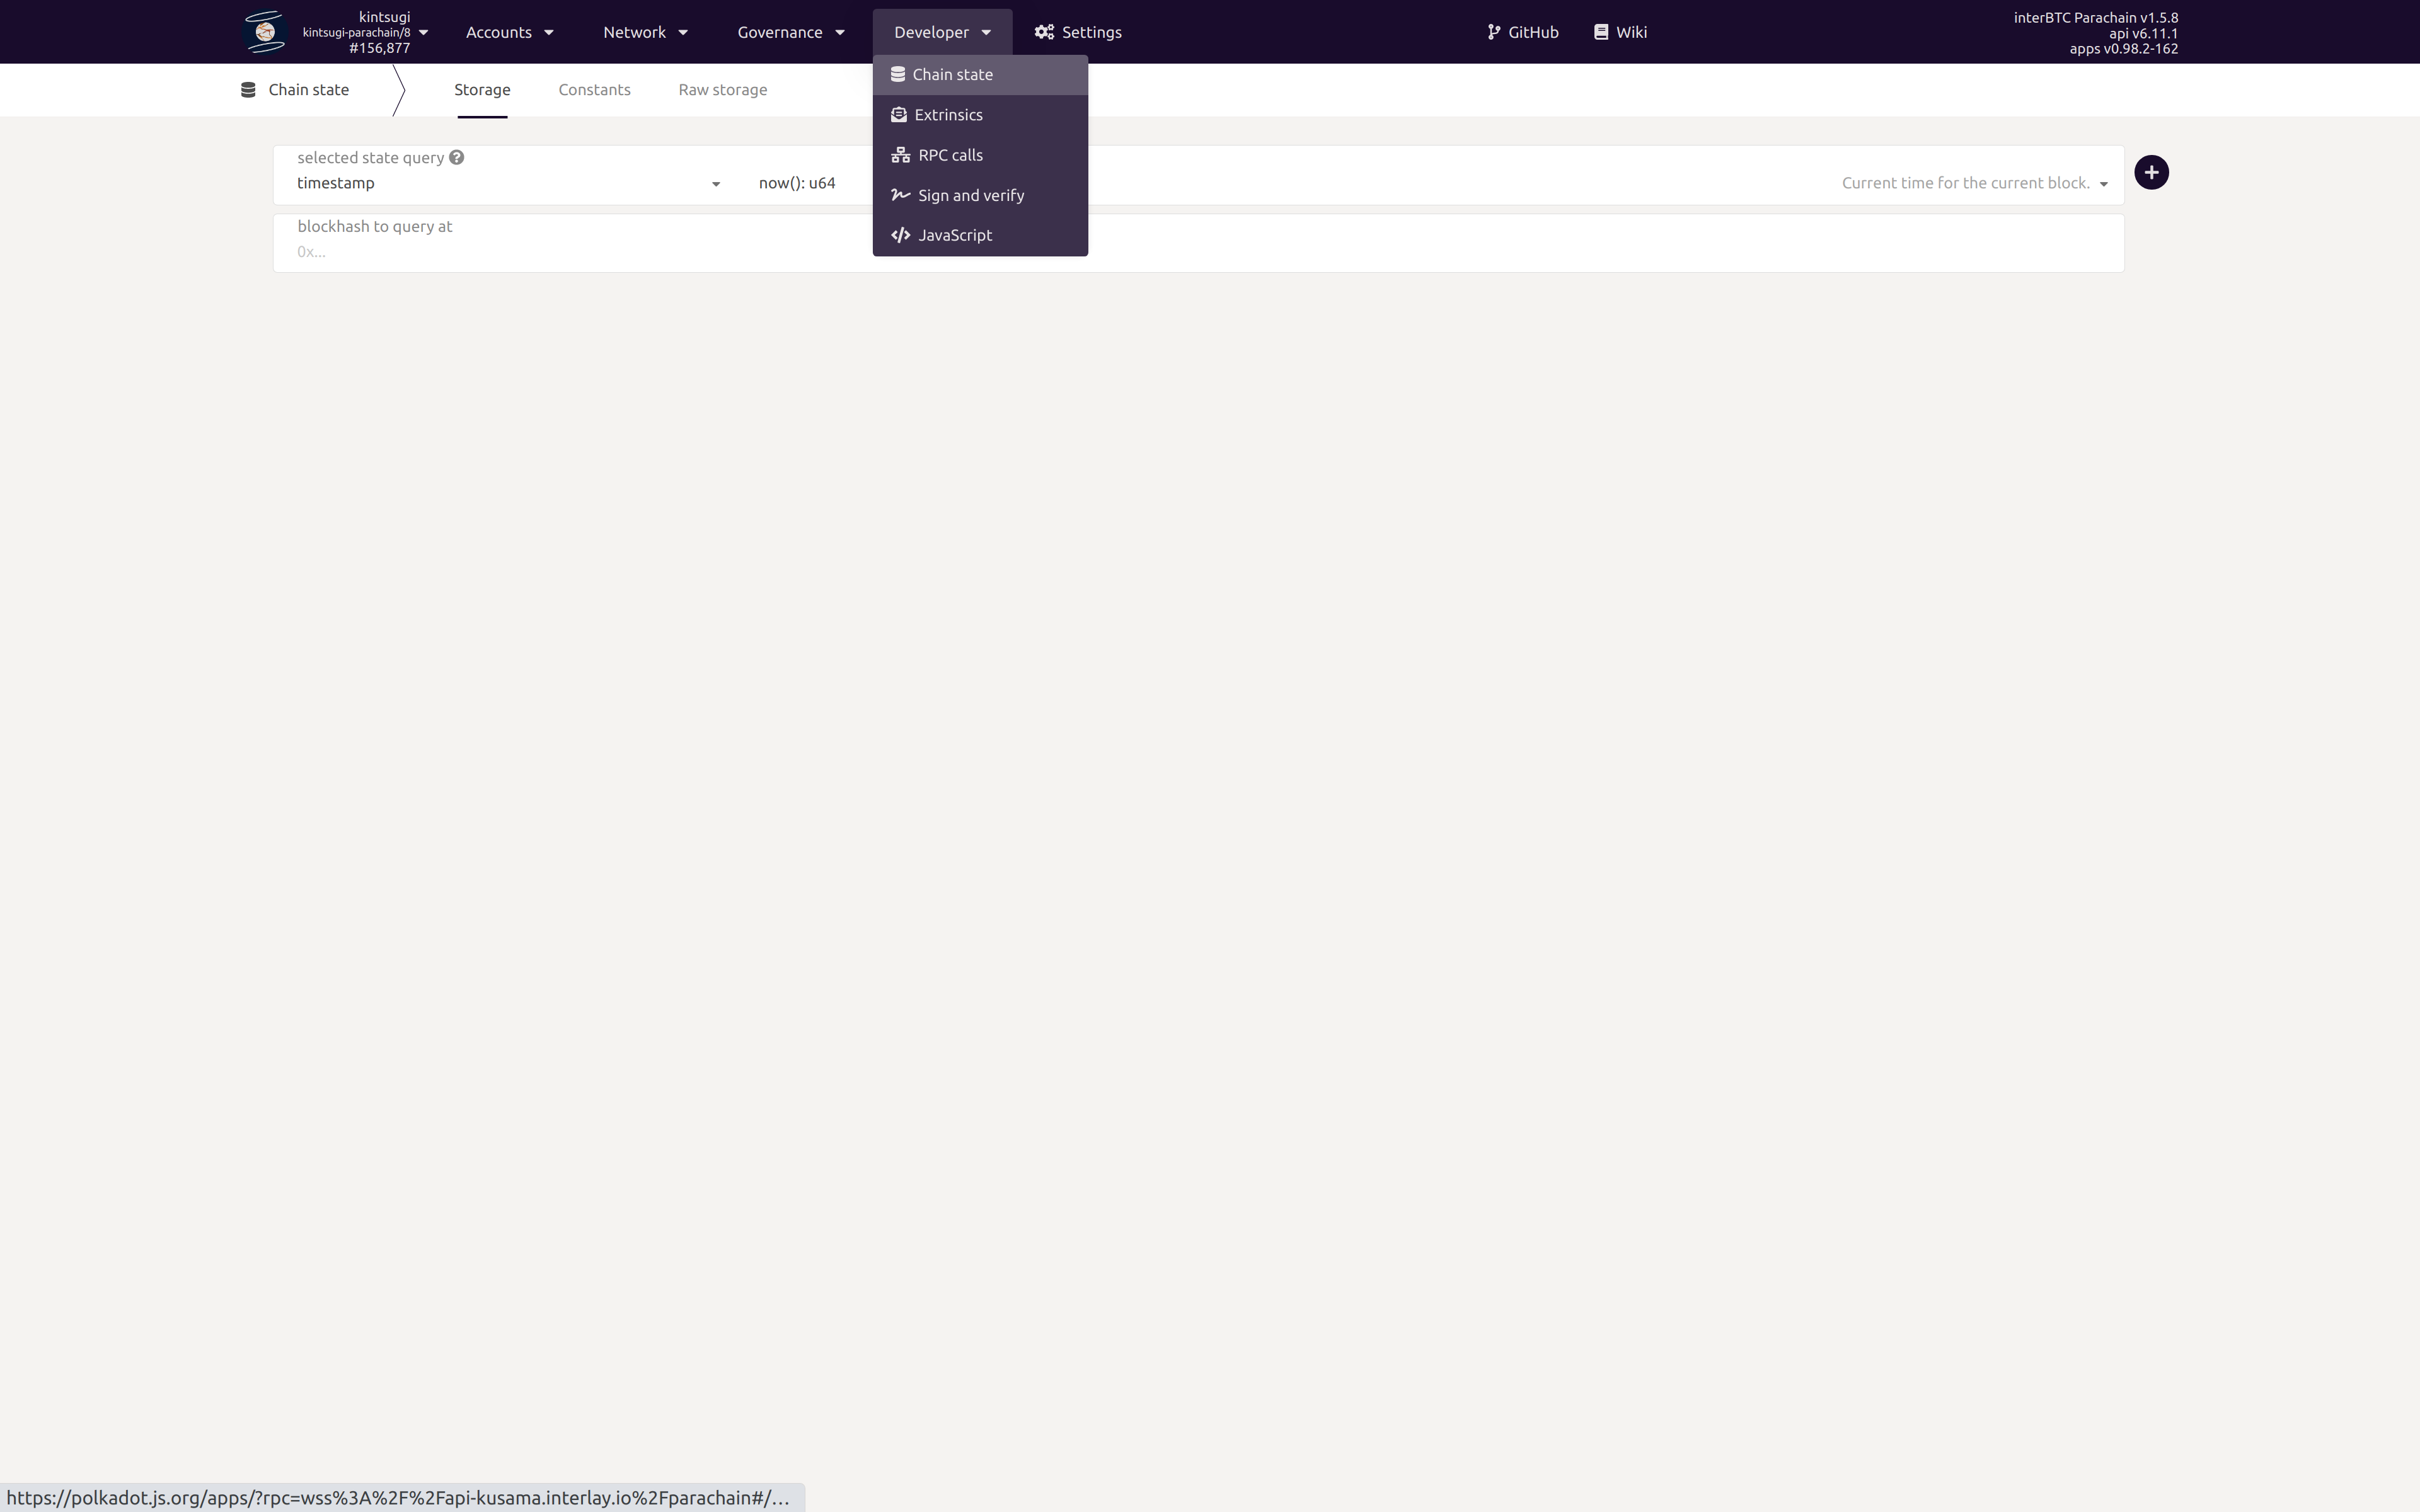 kintsugi
kintsugi-parachain/8
#156,877
Accounts
Network
Governance
Developer
Settings
GitHub
Wiki
interBTC Parachain v1.5.8
api v6.11.1
apps v0.98.2-162
Chain state
Storage
Constants
Raw storage
Chain state
Extrinsics
RPC calls
Sign and verify
JavaScript
selected state query
timestamp
now(): u64
Current time for the current block.
blockhash to query at
0x...
https://polkadot.js.org/apps/?rpc=wss%3A%2F%2Fapi-kusama.interlay.io%2Fparachain#/...